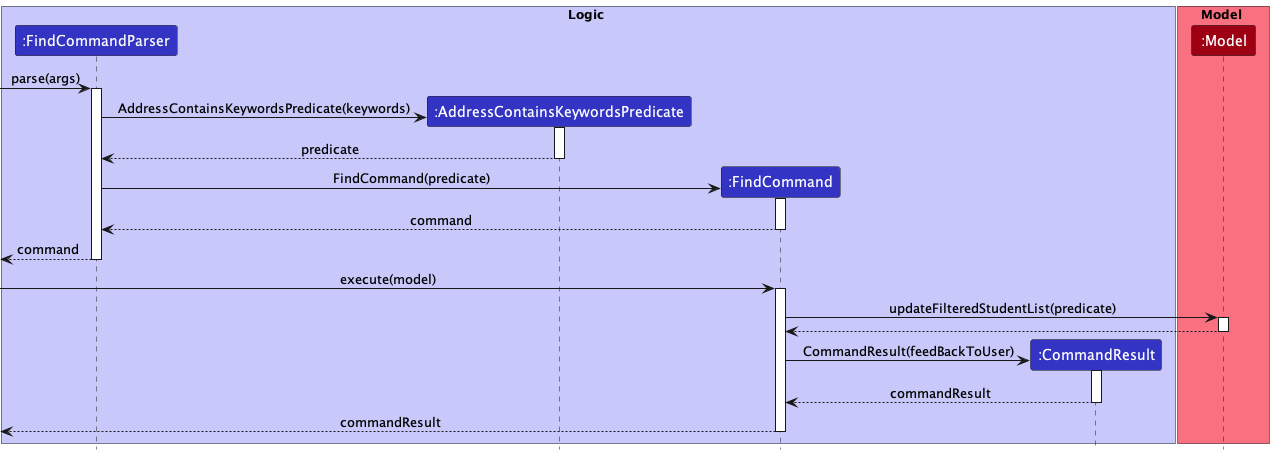 Logic
Model
:FindCommandParser
:Model
parse(args)
AddressContainsKeywordsPredicate(keywords)
:AddressContainsKeywordsPredicate
predicate
FindCommand(predicate)
:FindCommand
command
command
execute(model)
updateFilteredStudentList(predicate)
CommandResult(feedBackToUser)
:CommandResult
commandResult
commandResult